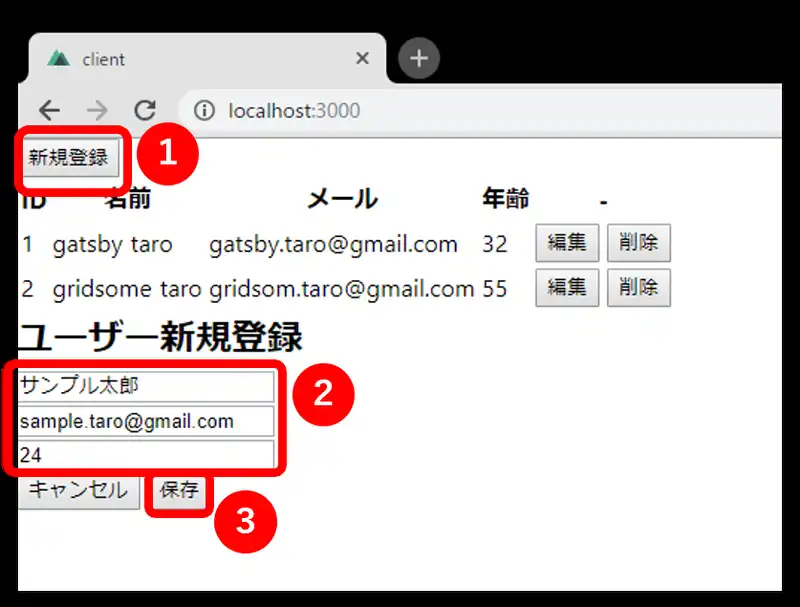 client
localhost:3000
新規登録 1
ID 名前 メール 年齢 -
1 gatsby taro gatsby.taro@gmail.com 32 編集 削除
2 gridsome taro gridsom.taro@gmail.com 55 編集 削除
ユーザー新規登録
サンプル太郎
sample.taro@gmail.com 2
24
キャンセル 保存
3